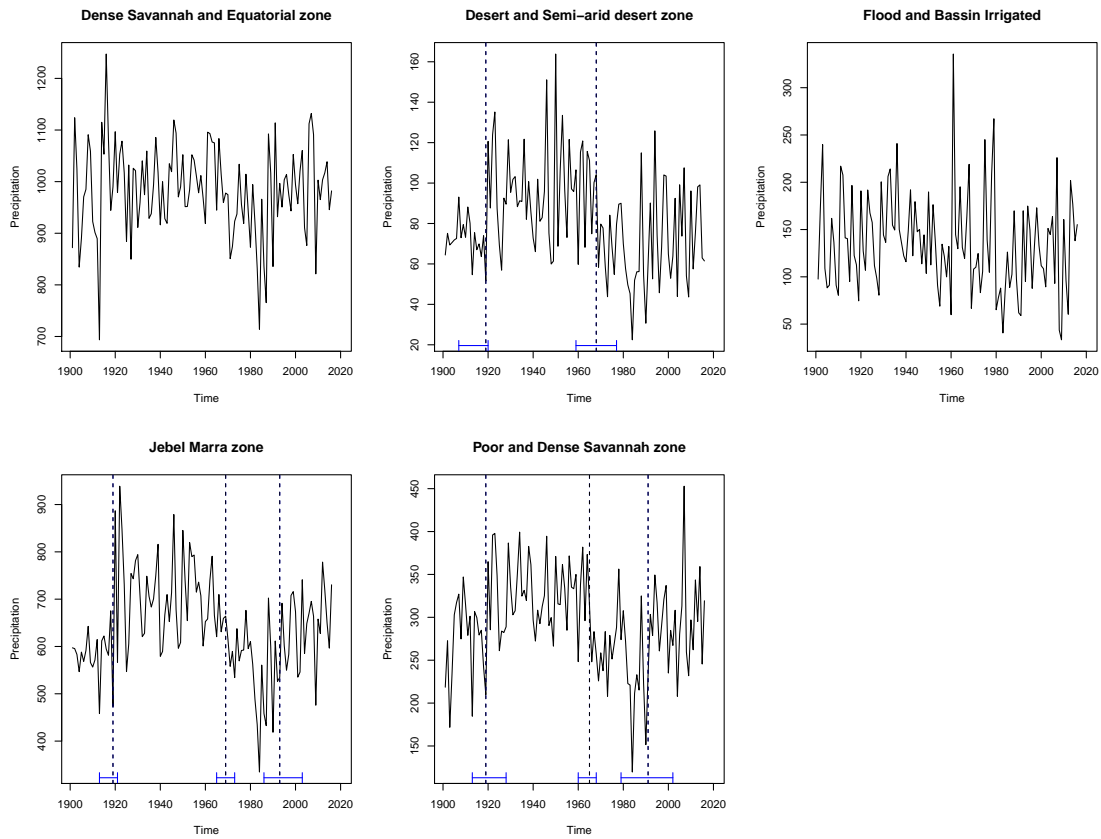 Dense Savannah and Equatorial zone
Precipitation
700 800 900 1000 1100 1200
1900 1920 1940 1960 1980 2000 2020
Time
Desert and Semi−arid desert zone
Precipitation
20 40 60 80 100 120 140 160
1900 1920 1940 1960 1980 2000 2020
Time
Flood and Bassin Irrigated
Precipitation
50 100 150 200 250 300
1900 1920 1940 1960 1980 2000 2020
Time
Jebel Marra zone
Precipitation
400 500 600 700 800 900
1900 1920 1940 1960 1980 2000 2020
Time
Poor and Dense Savannah zone
Precipitation
150 200 250 300 350 400 450
1900 1920 1940 1960 1980 2000 2020
Time